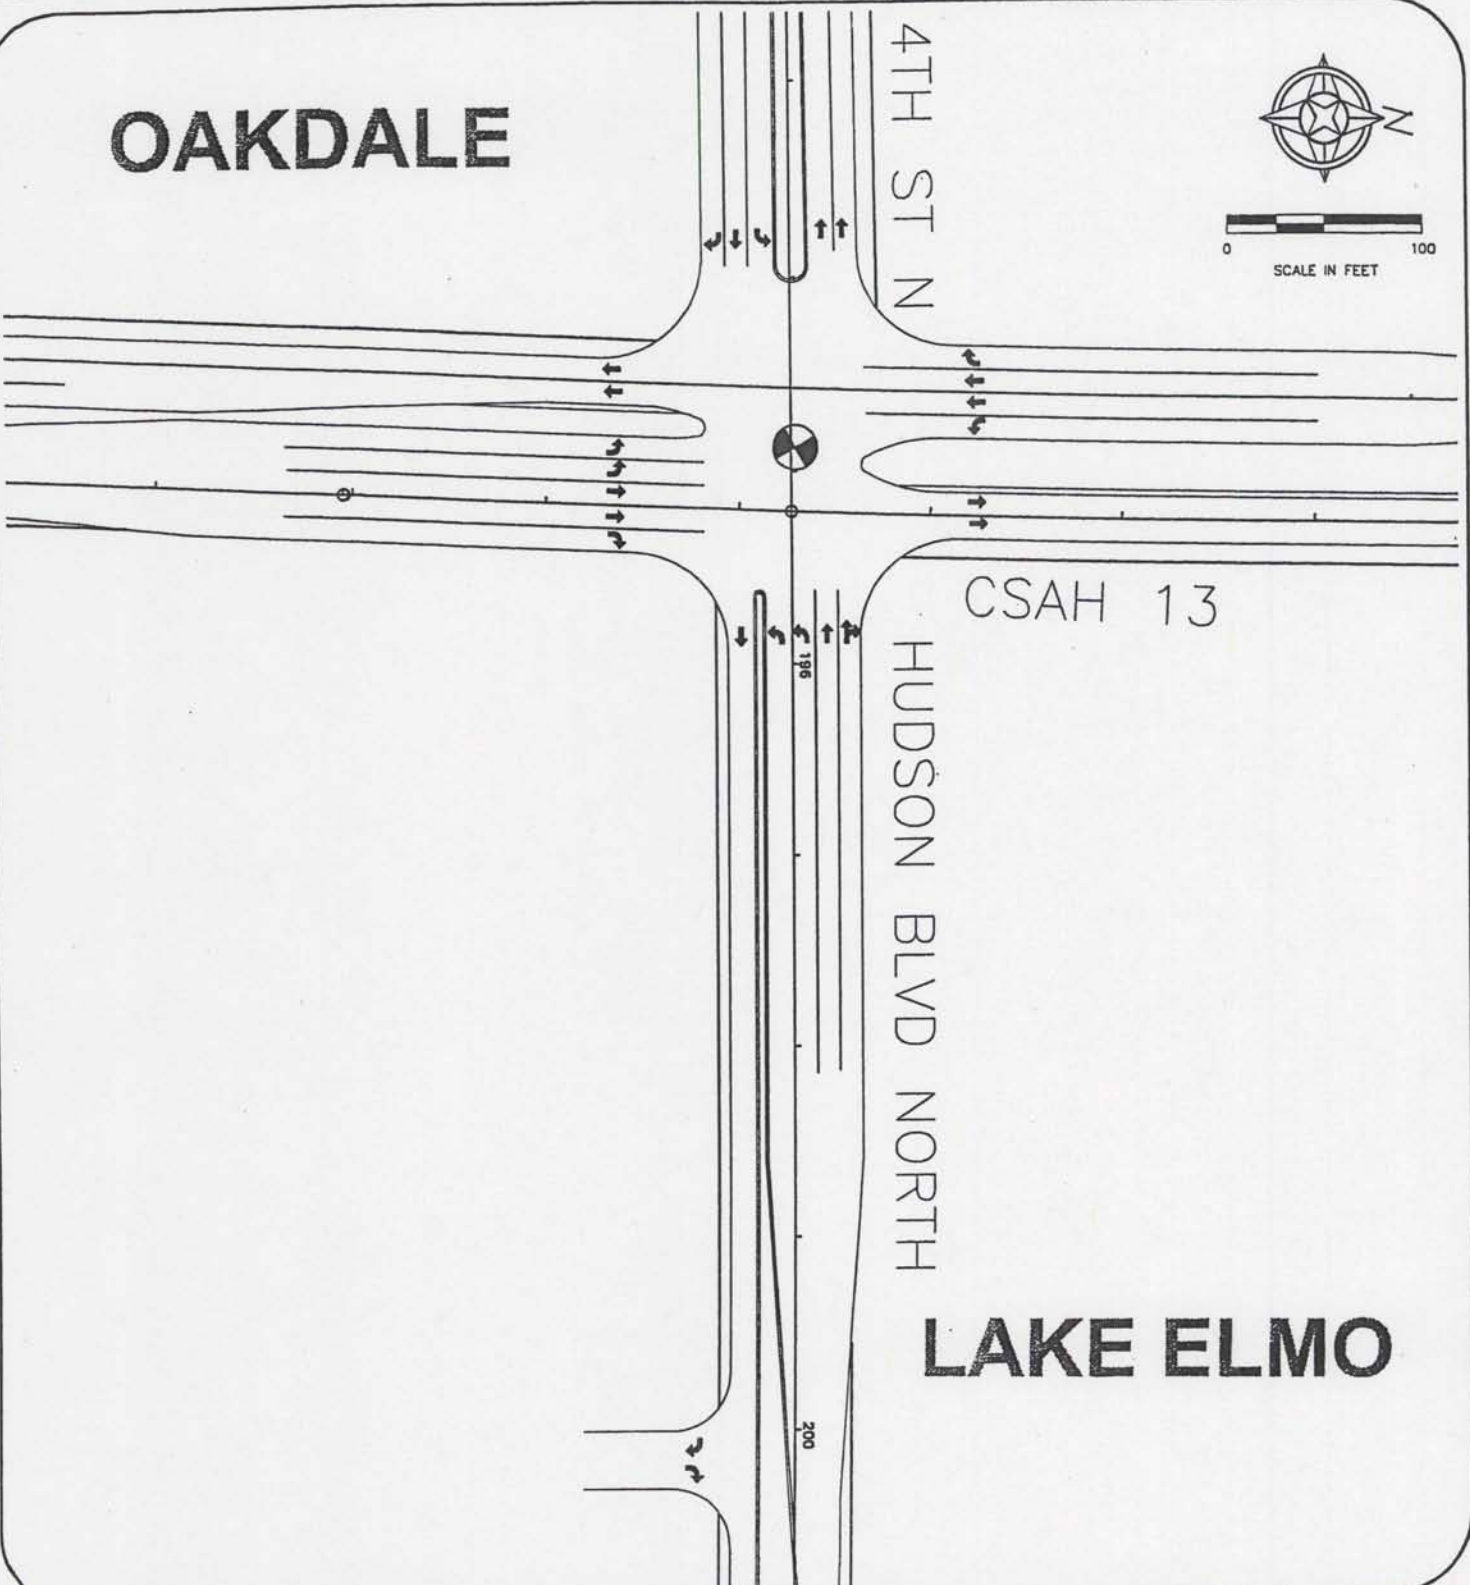 OAKDALE
4TH ST N
N
0 100
SCALE IN FEET
CSAH 13
196
HUDSON BLVD NORTH
LAKE ELMO
200